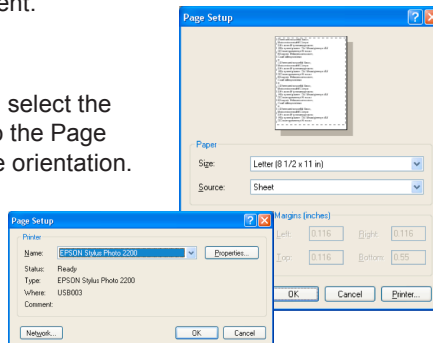 ent.
select the
o the Page
e orientation.
Page Setup
Paper
Size:
Letter (8 1/2 x 11 in)
Source:
Sheet
Margins (inches)
Left:
0.116
Right:
0.116
Top:
0.116
Bottom:
0.55
OK
Cancel
Printer...
Page Setup
Printer
Name:
EPSON Stylus Photo 2200
Properties...
Status:
Ready
Type:
EPSON Stylus Photo 2200
Where:
USB003
Comment:
Network...
OK
Cancel